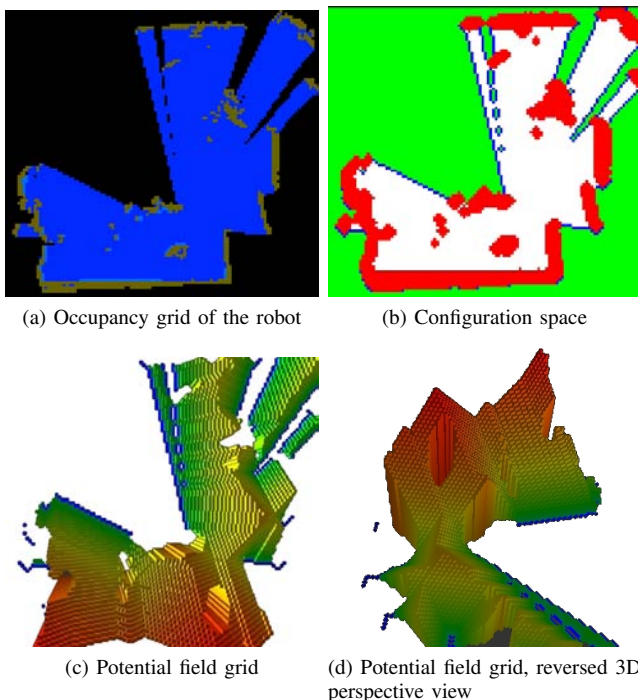 (a) Occupancy grid of the robot
(b) Configuration space
(c) Potential field grid
(d) Potential field grid, reversed 3D
perspective view